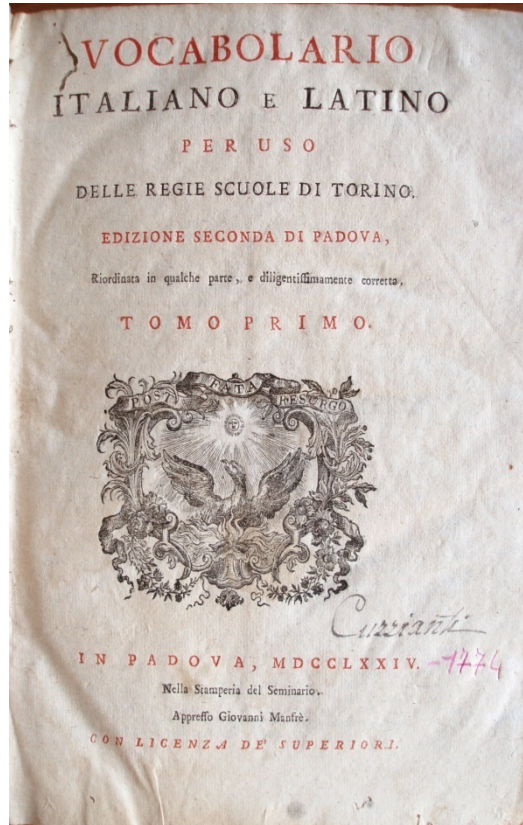 VOCABOLARIO
ITALIANO E LATINO
PER USO
DELLE REGIE SCUOLE DI TORINO.
EDIZIONE SECONDA DI PADOVA,
Riordinata in qualche parte, e diligentiſſimamente corretta.
TOMO PRIMO.
POST FATA RESURGO
IN PADOVA, MDCCLXXIV. -1774
Nella Stamperia del Seminario.
Appreſſo Giovanni Manfrè.
CON LICENZA DE' SUPERIORI.